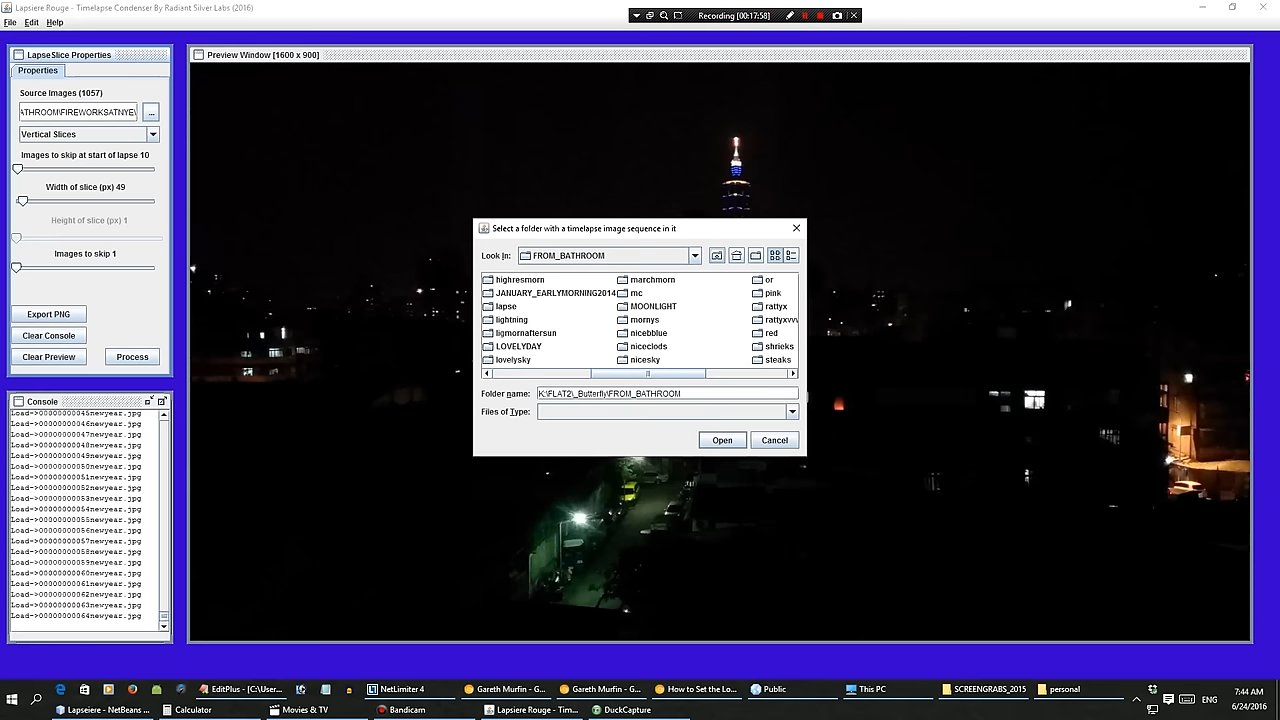 Lapsiere Rouge - Timelapse Condenser By Radiant Silver Labs (2016)
Recording [00:17:58]
File Edit Help
LapseSlice Properties
Preview Window [1600 x 900]
Properties
Source Images (1057)
ATHROOM\FIREWORKSATNYE\
...
Vertical Slices
Images to skip at start of lapse 10
Width of slice (px) 49
Height of slice (px) 1
Images to skip 1
Export PNG
Clear Console
Clear Preview
Process
Console
Load->00000000046newyear.jpg
Load->00000000047newyear.jpg
Load->00000000048newyear.jpg
Load->00000000049newyear.jpg
Load->00000000050newyear.jpg
Load->00000000051newyear.jpg
Load->00000000052newyear.jpg
Load->00000000053newyear.jpg
Load->00000000054newyear.jpg
Load->00000000055newyear.jpg
Load->00000000056newyear.jpg
Load->00000000057newyear.jpg
Load->00000000058newyear.jpg
Load->00000000059newyear.jpg
Load->00000000060newyear.jpg
Load->00000000061newyear.jpg
Load->00000000062newyear.jpg
Load->00000000063newyear.jpg
Load->00000000064newyear.jpg
Select a folder with a timelapse image sequence in it
Look in: FROM_BATHROOM
highresmorn
JANUARY_EARLYMORNING2014
lapse
lightning
ligmornaftersun
LOVELYDAY
lovelysky
marchmorn
mc
MOONLIGHT
mornys
nicebblue
niceclods
nicesky
or
pink
rattyx
rattyxvvv
red
shrieks
steaks
Folder name: K:\FLAT2\_Butterfly\FROM_BATHROOM
Files of Type:
Open
Cancel
EditPlus - [C:\User...
NetLimiter 4
Gareth Murfin - G...
Gareth Murfin - G...
How to Set the Lo...
Public
This PC
SCREENGRABS_2015
personal
Lapseiere - NetBeans ...
Calculator
Movies & TV
Bandicam
Lapsiere Rouge - Tim...
DuckCapture
ENG
7:44 AM
6/24/2016